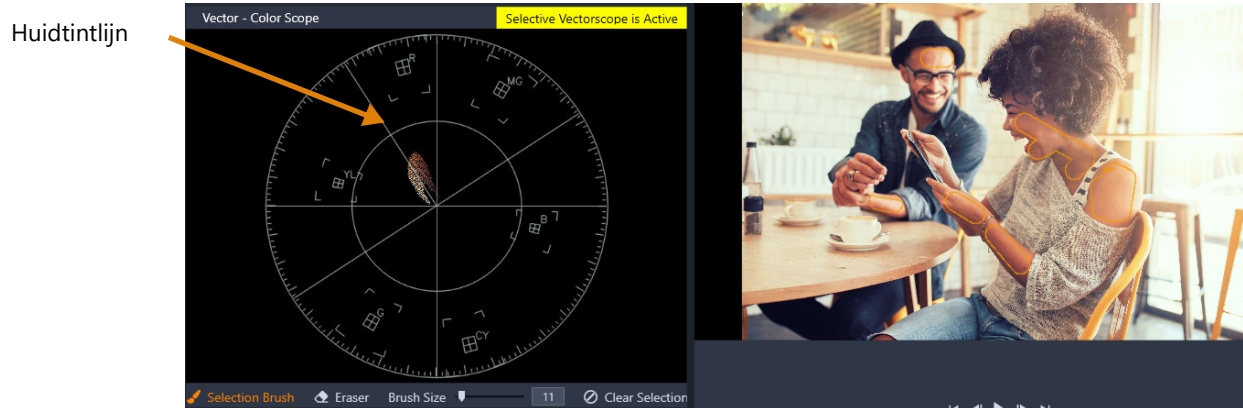 Huidtintlijn
Vector - Color Scope
Selective Vectorscope is Active
R
MG
YL
B
G
CY
Selection Brush
Eraser
Brush Size
11
Clear Selection